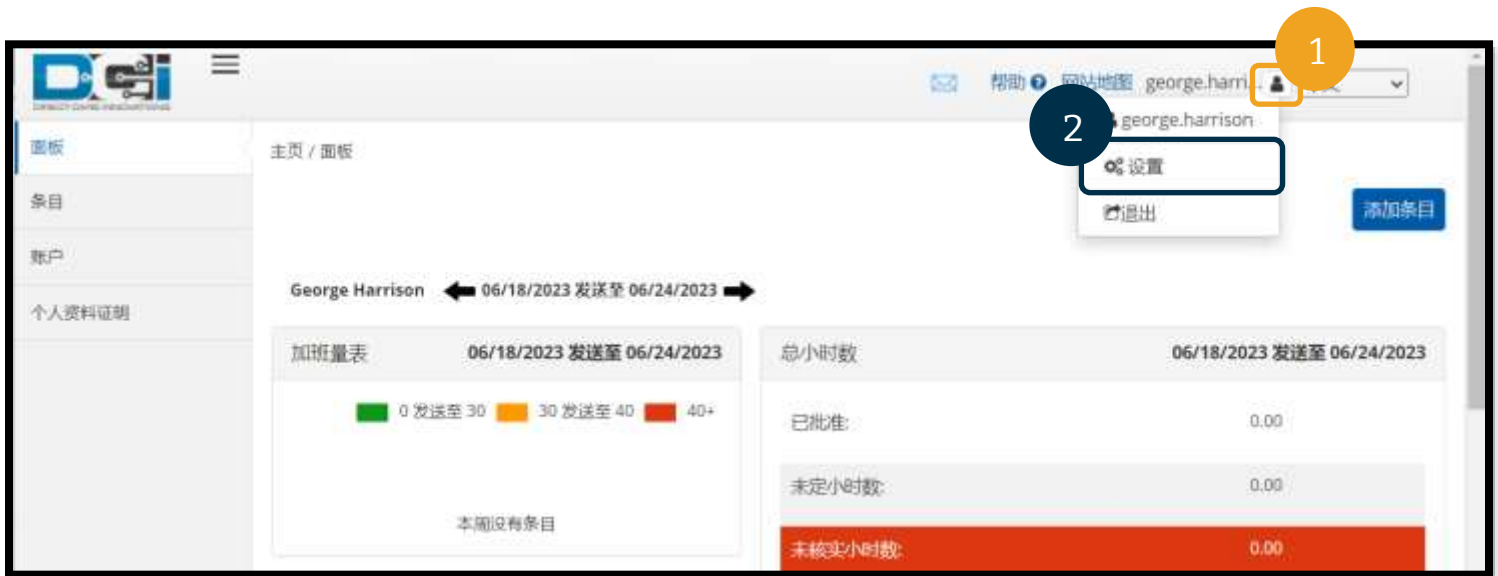 1
帮助 网站地图 george.harri...
2
george.harrison
设置
退出
面板
主页 / 面板
条目
添加条目
账户
个人资料证明
George Harrison 06/18/2023 发送至 06/24/2023
加班量表 06/18/2023 发送至 06/24/2023
0 发送至 30 30 发送至 40 40+
本周没有条目
总小时数 06/18/2023 发送至 06/24/2023
已批准: 0.00
未定小时数: 0.00
未核实小时数: 0.00